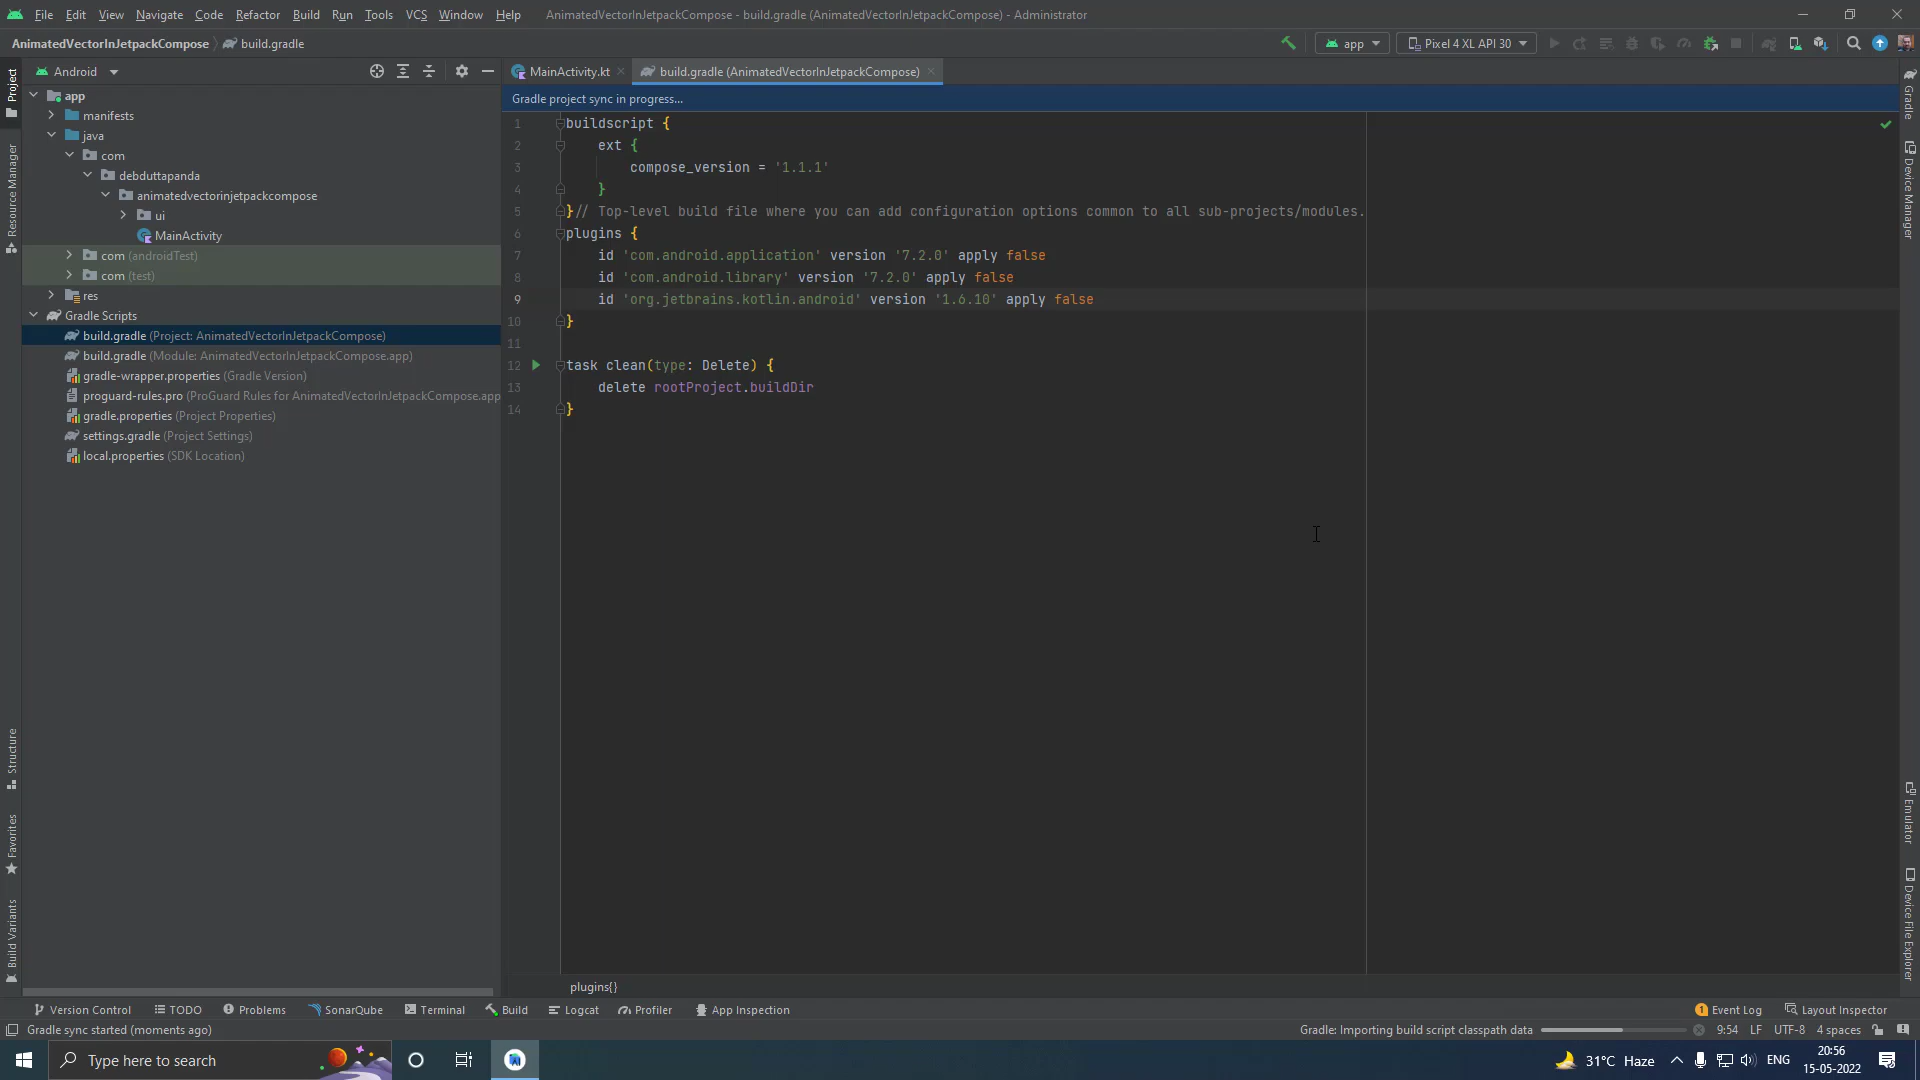 File Edit View Navigate Code Refactor Build Run Tools VCS Window Help AnimatedVectorInJetpackCompose - build.gradle (AnimatedVectorInJetpackCompose) - Administrator
AnimatedVectorInJetpackCompose build.gradle app Pixel 4 XL API 30
Android MainActivity.kt build.gradle (AnimatedVectorInJetpackCompose)
Gradle project sync in progress...
app
manifests
java
com
debduttapanda
animatedvectorinjetpackcompose
ui
MainActivity
com (androidTest)
com (test)
res
Gradle Scripts
build.gradle (Project: AnimatedVectorInJetpackCompose)
build.gradle (Module: AnimatedVectorInJetpackCompose.app)
gradle-wrapper.properties (Gradle Version)
proguard-rules.pro (ProGuard Rules for AnimatedVectorInJetpackCompose.app
gradle.properties (Project Properties)
settings.gradle (Project Settings)
local.properties (SDK Location)
1 buildscript {
2 ext {
3 compose_version = '1.1.1'
4 }
5 }// Top-level build file where you can add configuration options common to all sub-projects/modules.
6 plugins {
7 id 'com.android.application' version '7.2.0' apply false
8 id 'com.android.library' version '7.2.0' apply false
9 id 'org.jetbrains.kotlin.android' version '1.6.10' apply false
10 }
11
12 task clean(type: Delete) {
13 delete rootProject.buildDir
14 }
plugins{}
Project
Resource Manager
Structure
Favorites
Build Variants
Gradle
Device Manager
Emulator
Device File Explorer
Version Control TODO Problems SonarQube Terminal Build Logcat Profiler App Inspection 1 Event Log Layout Inspector
Gradle sync started (moments ago) Gradle: Importing build script classpath data 9:54 LF UTF-8 4 spaces
Type here to search 31°C Haze ENG 20:56
15-05-2022